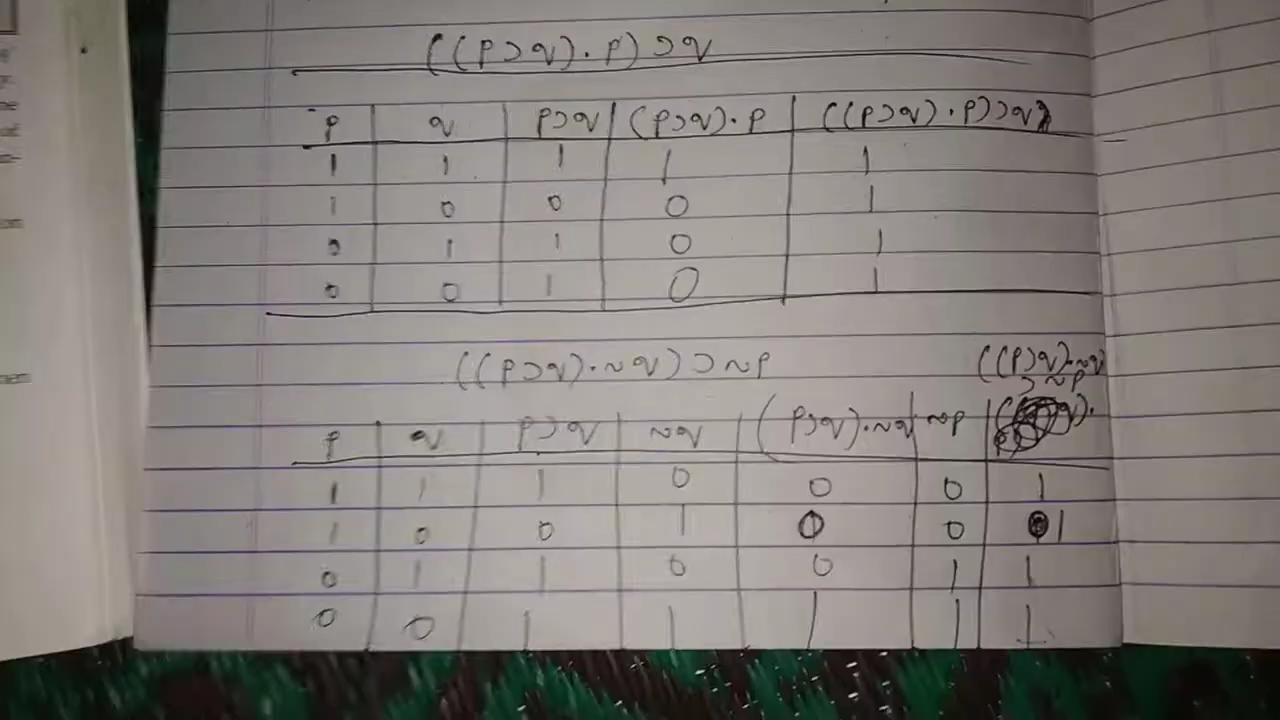 ((p⊃q).p)⊃q
p q p⊃q (p⊃q).p ((p⊃q).p)⊃q)
1 1 1 1 1
1 0 0 0 1
0 1 1 0 1
0 0 1 0 1
((p⊃q).~q)⊃~p
p q p⊃q ~q (p⊃q).~q ~p ((p⊃q).~q)⊃~p
1 1 1 0 0 0 1
1 0 0 1 0 0 1
0 1 1 0 0 1 1
0 0 1 1 1 1 1